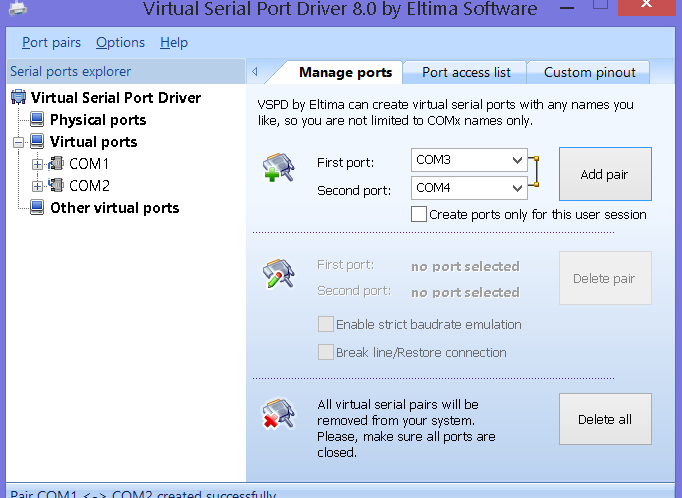 Virtual Serial Port Driver 8.0 by Eltima Software
Port pairs Options Help
Serial ports explorer
Manage ports Port access list Custom pinout
Virtual Serial Port Driver
Physical ports
Virtual ports
COM1
COM2
Other virtual ports
VSPD by Eltima can create virtual serial ports with any names you
like, so you are not limited to COMx names only.
First port: COM3
Second port: COM4
Add pair
Create ports only for this user session
First port: no port selected
Second port: no port selected
Delete pair
Enable strict baudrate emulation
Break line/Restore connection
All virtual serial pairs will be
removed from your system.
Please, make sure all ports are
closed.
Delete all
Pair COM1 <-> COM2 created successfully